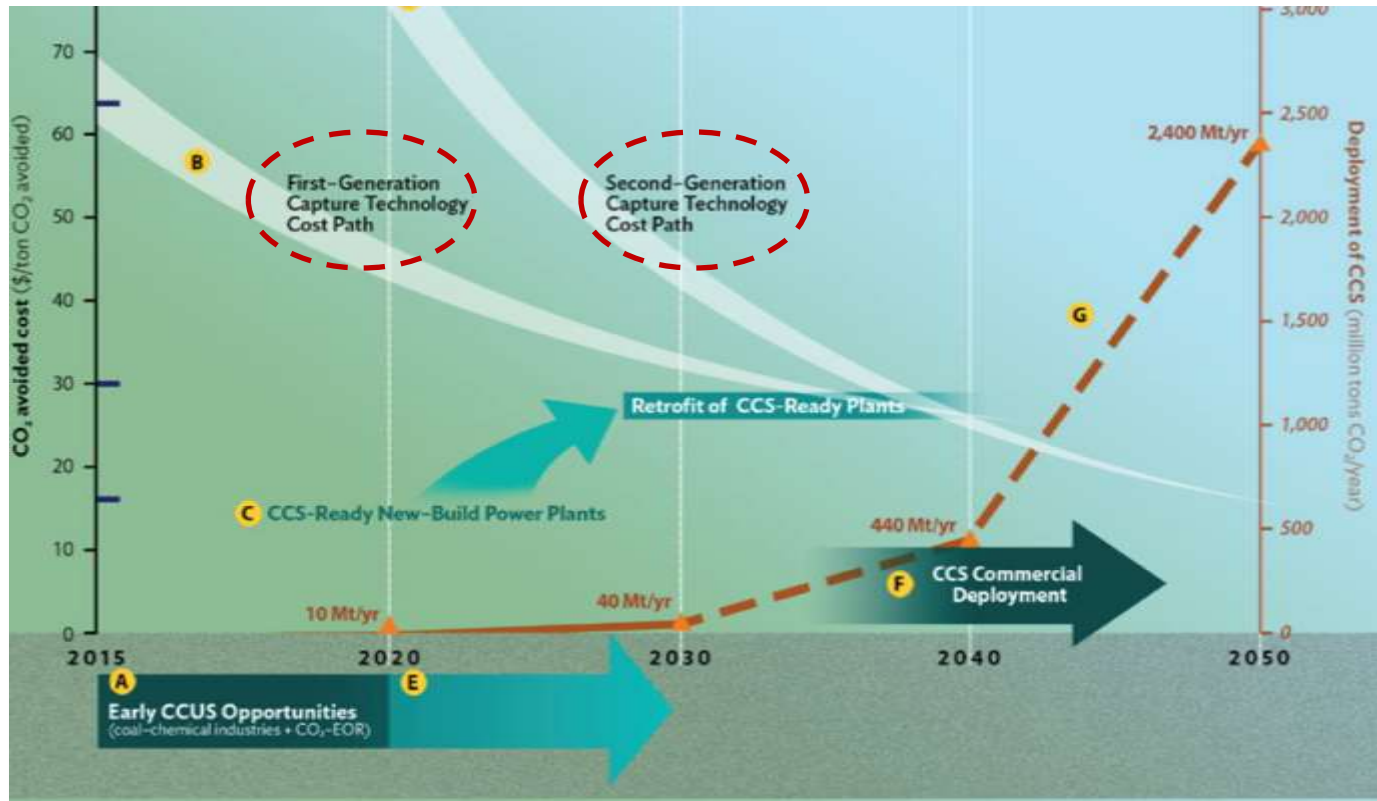 3,000
70
60
50
40
30
20
10
0
CO₂ avoided cost ($/ton CO₂ avoided)
B
First-Generation
Capture Technology
Cost Path
Second-Generation
Capture Technology
Cost Path
2,400 Mt/yr
2,500
2,000
1,500
1,000
500
0
Deployment of CCS (million tons CO₂/year)
G
Retrofit of CCS-Ready Plants
C CCS-Ready New-Build Power Plants
440 Mt/yr
F CCS Commercial
Deployment
40 Mt/yr
10 Mt/yr
2015 2020 2030 2040 2050
A E
Early CCUS Opportunities
(coal-chemical industries + CO₂-EOR)